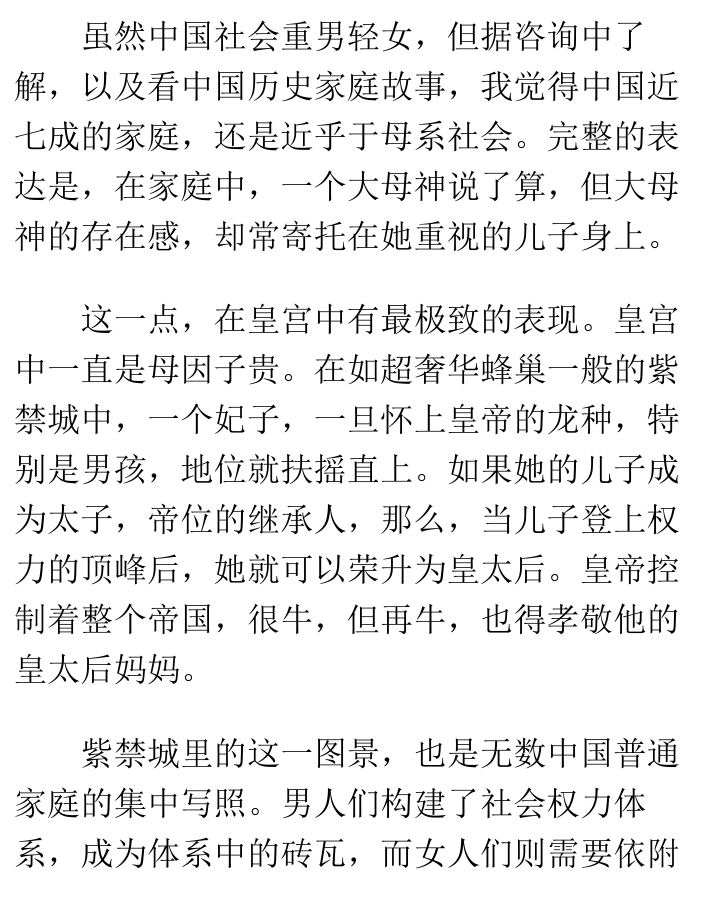 虽然中国社会重男轻女，但据咨询中了
解，以及看中国历史家庭故事，我觉得中国近
七成的家庭，还是近乎于母系社会。完整的表
达是，在家庭中，一个大母神说了算，但大母
神的存在感，却常寄托在她重视的儿子身上。
这一点，在皇宫中有最极致的表现。皇宫
中一直是母因子贵。在如超奢华蜂巢一般的紫
禁城中，一个妃子，一旦怀上皇帝的龙种，特
别是男孩，地位就扶摇直上。如果她的儿子成
为太子，帝位的继承人，那么，当儿子登上权
力的顶峰后，她就可以荣升为皇太后。皇帝控
制着整个帝国，很牛，但再牛，也得孝敬他的
皇太后妈妈。
紫禁城里的这一图景，也是无数中国普通
家庭的集中写照。男人们构建了社会权力体
系，成为体系中的砖瓦，而女人们则需要依附